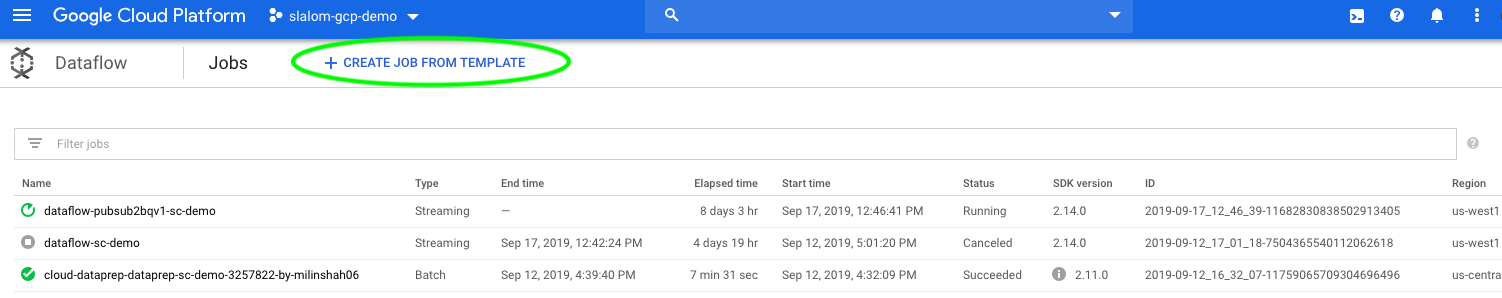 Google Cloud Platform slalom-gcp-demo
Dataflow Jobs + CREATE JOB FROM TEMPLATE
Filter jobs
Name Type End time Elapsed time Start time Status SDK version ID Region
dataflow-pubsub2bqv1-sc-demo Streaming — 8 days 3 hr Sep 17, 2019, 12:46:41 PM Running 2.14.0 2019-09-17_12_46_39-11682830838502913405 us-west1
dataflow-sc-demo Streaming Sep 17, 2019, 12:42:24 PM 4 days 19 hr Sep 12, 2019, 5:01:20 PM Canceled 2.14.0 2019-09-12_17_01_18-7504365540112062618 us-west1
cloud-dataprep-dataprep-sc-demo-3257822-by-milinshah06 Batch Sep 12, 2019, 4:39:40 PM 7 min 31 sec Sep 12, 2019, 4:32:09 PM Succeeded 2.11.0 2019-09-12_16_32_07-11759065709304696496 us-centra